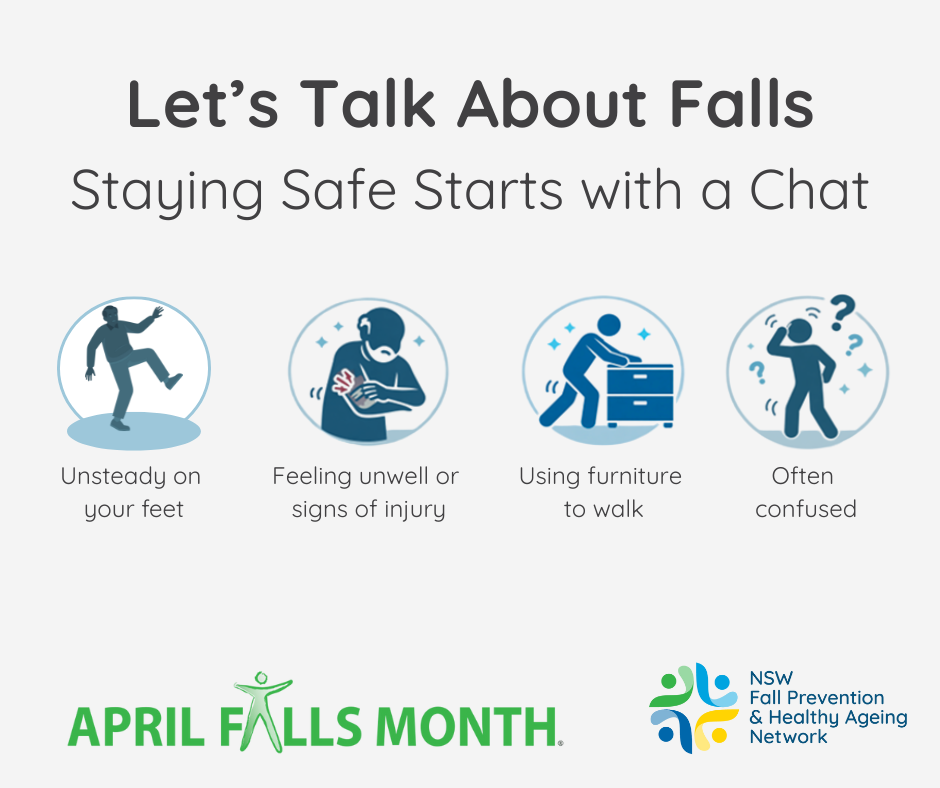 Let's Talk About Falls
Staying Safe Starts with a Chat
? ? ?
Unsteady on
your feet
Feeling unwell or
signs of injury
Using furniture
to walk
Often
confused
APRIL FALLS MONTH®
NSW
Fall Prevention
& Healthy Ageing
Network